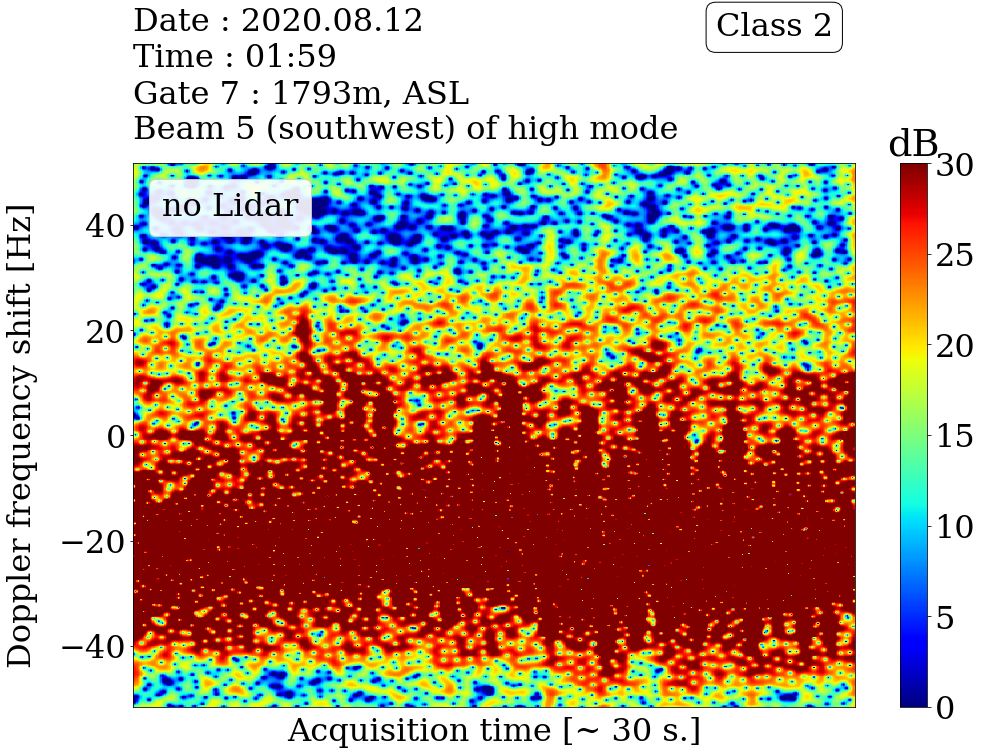 Date : 2020.08.12
Time : 01:59
Gate 7 : 1793m, ASL
Beam 5 (southwest) of high mode
Class 2
dB
no Lidar
Doppler frequency shift [Hz]
40
20
0
−20
−40
Acquisition time [~ 30 s.]
30
25
20
15
10
5
0